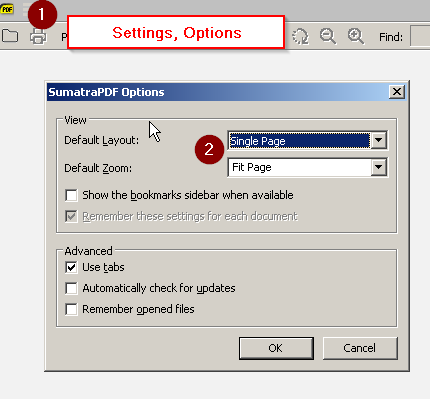 PDF
1
Settings, Options
P
Find:
SumatraPDF Options
View
Default Layout:
2
Single Page
Default Zoom:
Fit Page
Show the bookmarks sidebar when available
Remember these settings for each document
Advanced
Use tabs
Automatically check for updates
Remember opened files
OK
Cancel